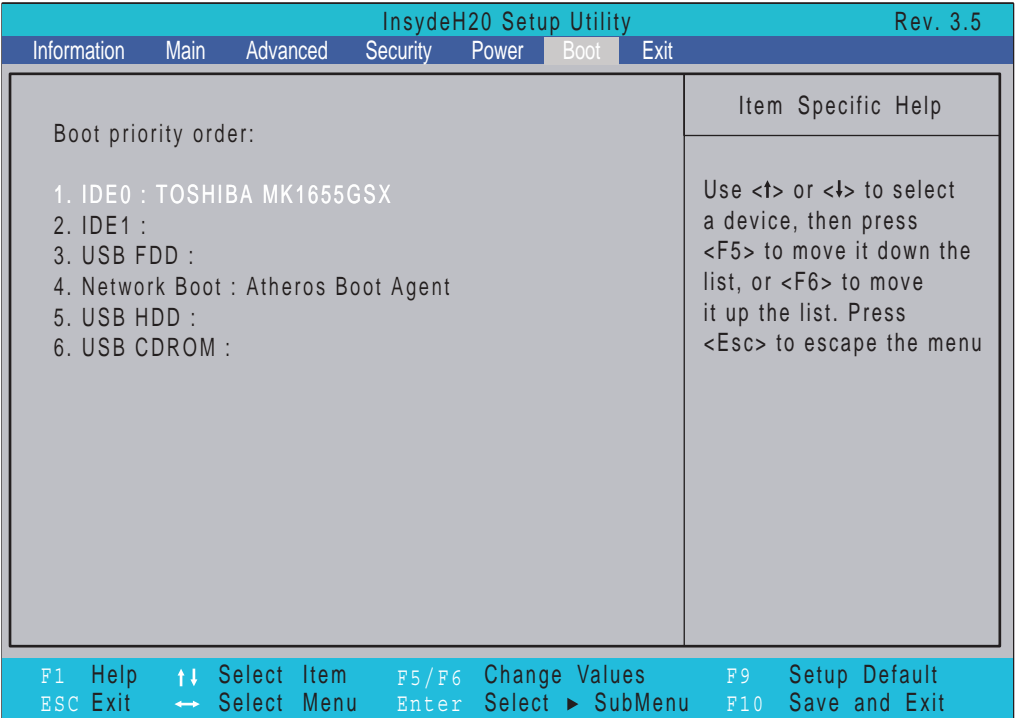 InsydeH20 Setup Utility Rev. 3.5
Information Main Advanced Security Power Boot Exit
Boot priority order:
1. IDE0 : TOSHIBA MK1655GSX
2. IDE1 :
3. USB FDD :
4. Network Boot : Atheros Boot Agent
5. USB HDD :
6. USB CDROM :
Item Specific Help
Use <↑> or <↓> to select
a device, then press
<F5> to move it down the
list, or <F6> to move
it up the list. Press
<Esc> to escape the menu
F1 Help ↑↓ Select Item F5/F6 Change Values F9 Setup Default
ESC Exit ↔ Select Menu Enter Select ► SubMenu F10 Save and Exit